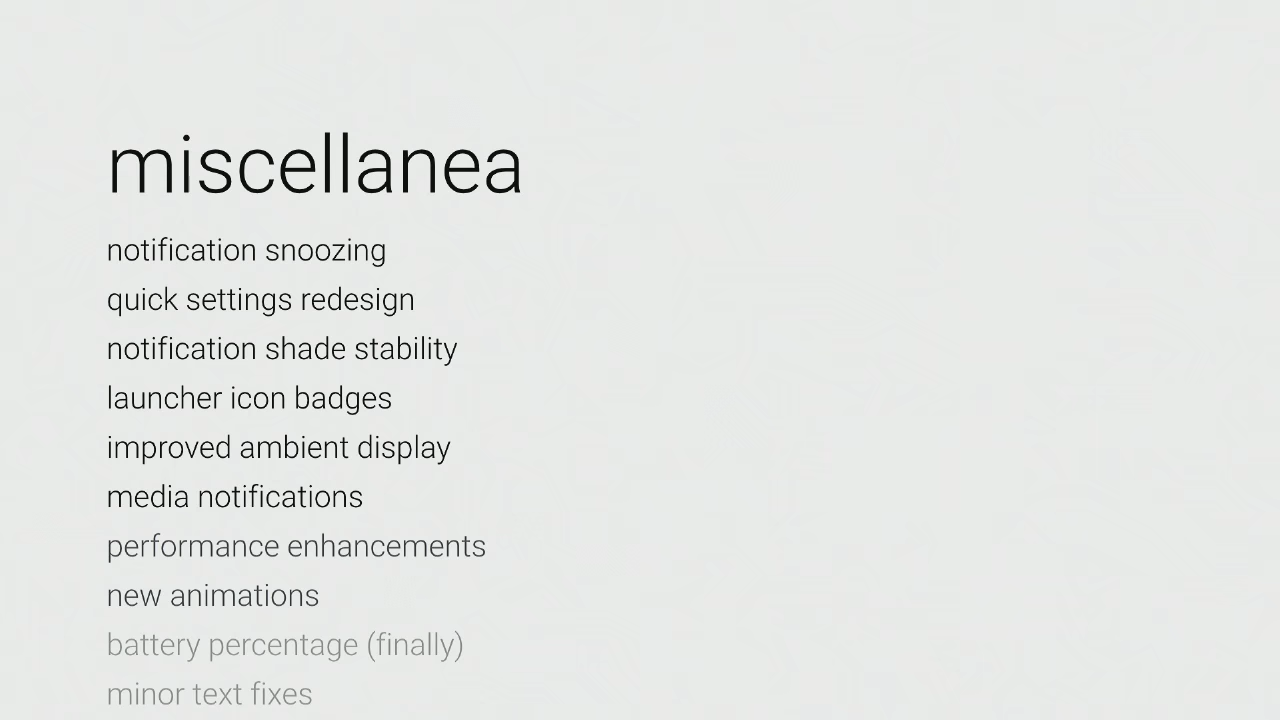 miscellanea
notification snoozing
quick settings redesign
notification shade stability
launcher icon badges
improved ambient display
media notifications
performance enhancements
new animations
battery percentage (finally)
minor text fixes